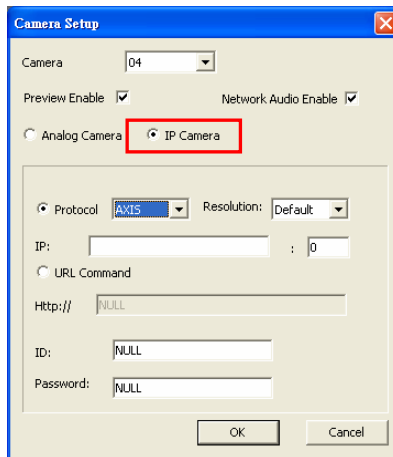 Camera Setup
Camera 04
Preview Enable Network Audio Enable
Analog Camera IP Camera
Protocol AXIS Resolution: Default
IP: : 0
URL Command
Http:// NULL
ID: NULL
Password: NULL
OK Cancel